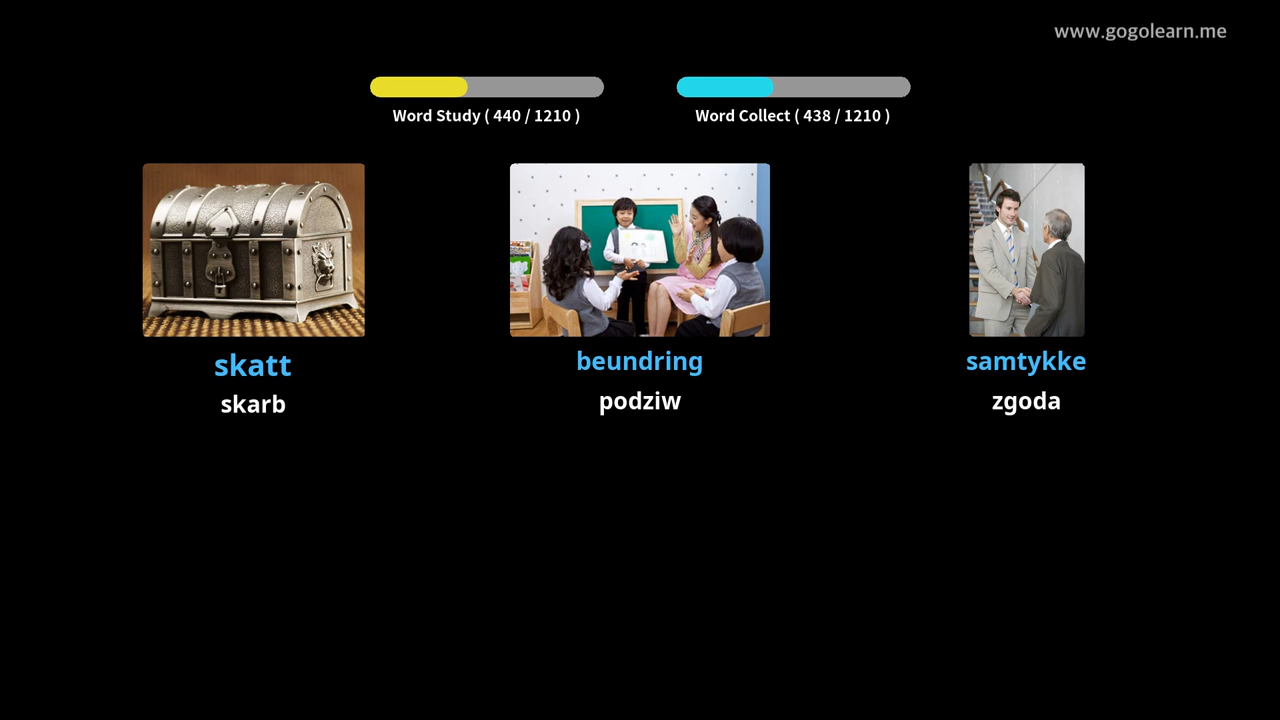 www.gogolearn.me
Word Study ( 440 / 1210 )
Word Collect ( 438 / 1210 )
skatt
skarb
beundring
podziw
samtykke
zgoda